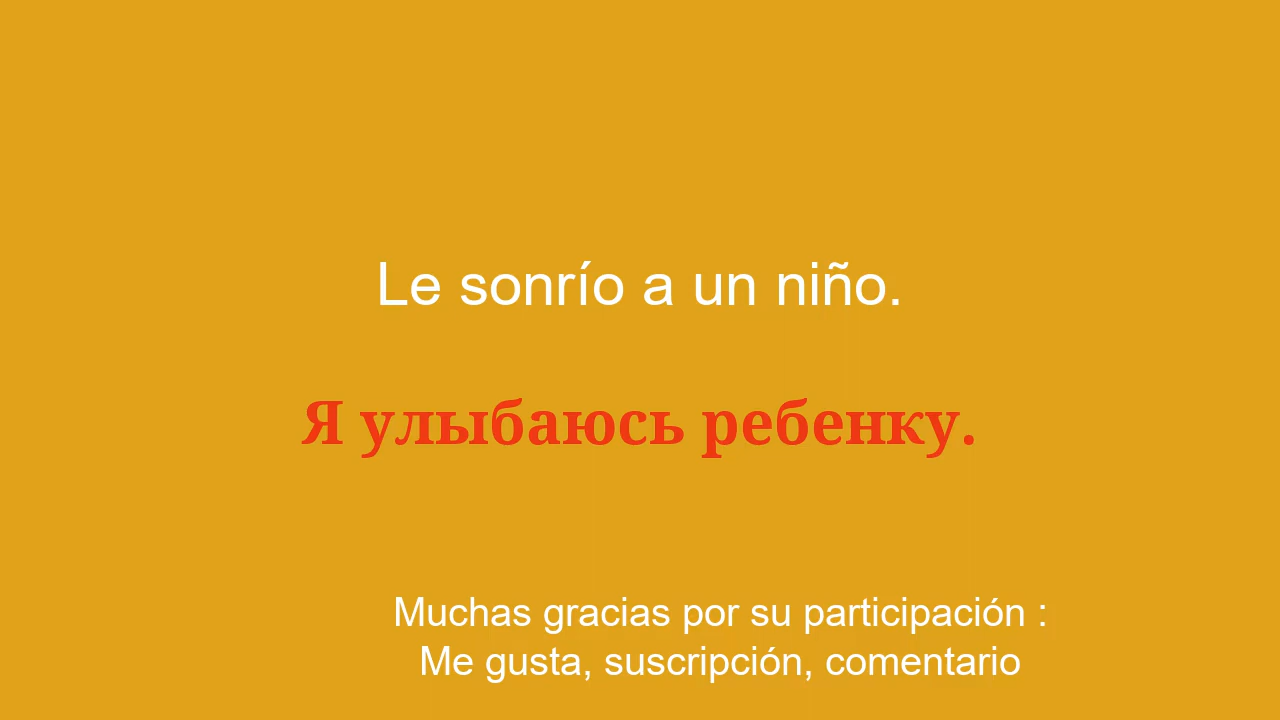 Le sonrío a un niño.
Я улыбаюсь ребенку.
Muchas gracias por su participación :
Me gusta, suscripción, comentario